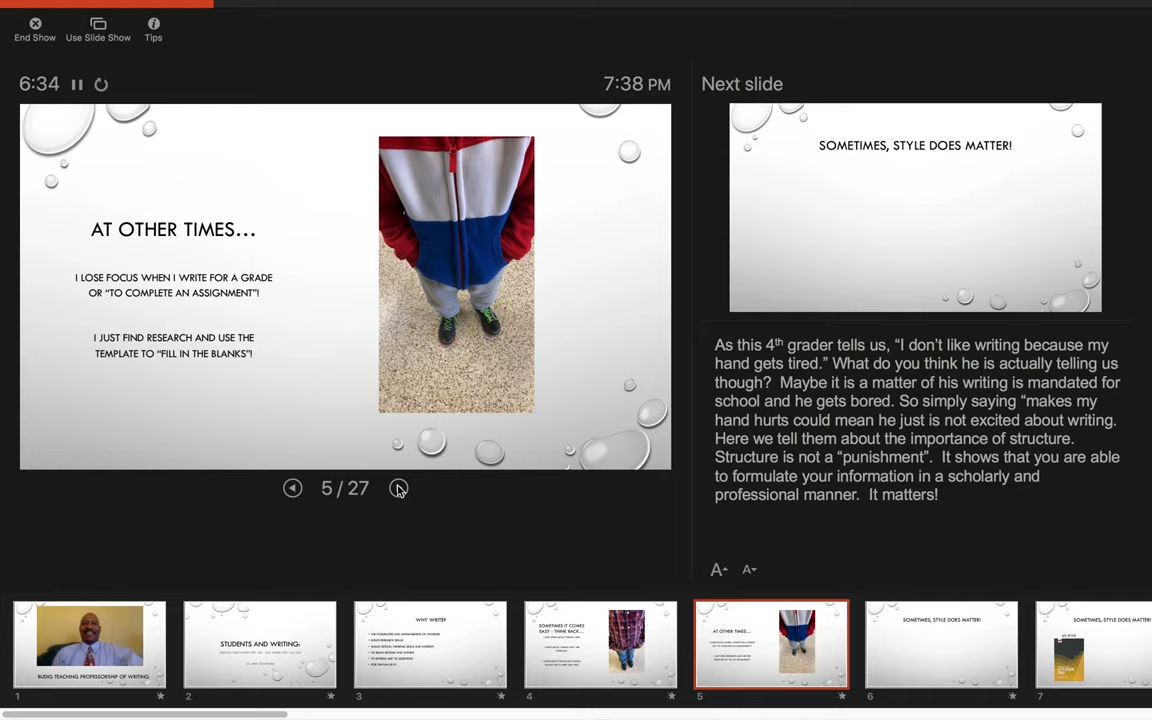 End Show
Use Slide Show
Tips
6:34
7:38 PM
Next slide
AT OTHER TIMES…
I LOSE FOCUS WHEN I WRITE FOR A GRADE
OR “TO COMPLETE AN ASSIGNMENT”!
I JUST FIND RESEARCH AND USE THE
TEMPLATE TO “FILL IN THE BLANKS”!
SOMETIMES, STYLE DOES MATTER!
As this 4th grader tells us, “I don’t like writing because my
hand gets tired.” What do you think he is actually telling us
though? Maybe it is a matter of his writing is mandated for
school and he gets bored. So simply saying “makes my
hand hurts could mean he just is not excited about writing.
Here we tell them about the importance of structure.
Structure is not a “punishment”. It shows that you are able
to formulate your information in a scholarly and
professional manner. It matters!
5 / 27
A A
BUDIG TEACHING PROFESSORSHIP OF WRITING
STUDENTS AND WRITING:
WHY WRITE?
SOMETIMES IT COMES
EASY - THINK BACK…
AT OTHER TIMES…
SOMETIMES, STYLE DOES MATTER!
SOMETIMES, STYLE DOES MATTER!
1
2
3
4
5
6
7